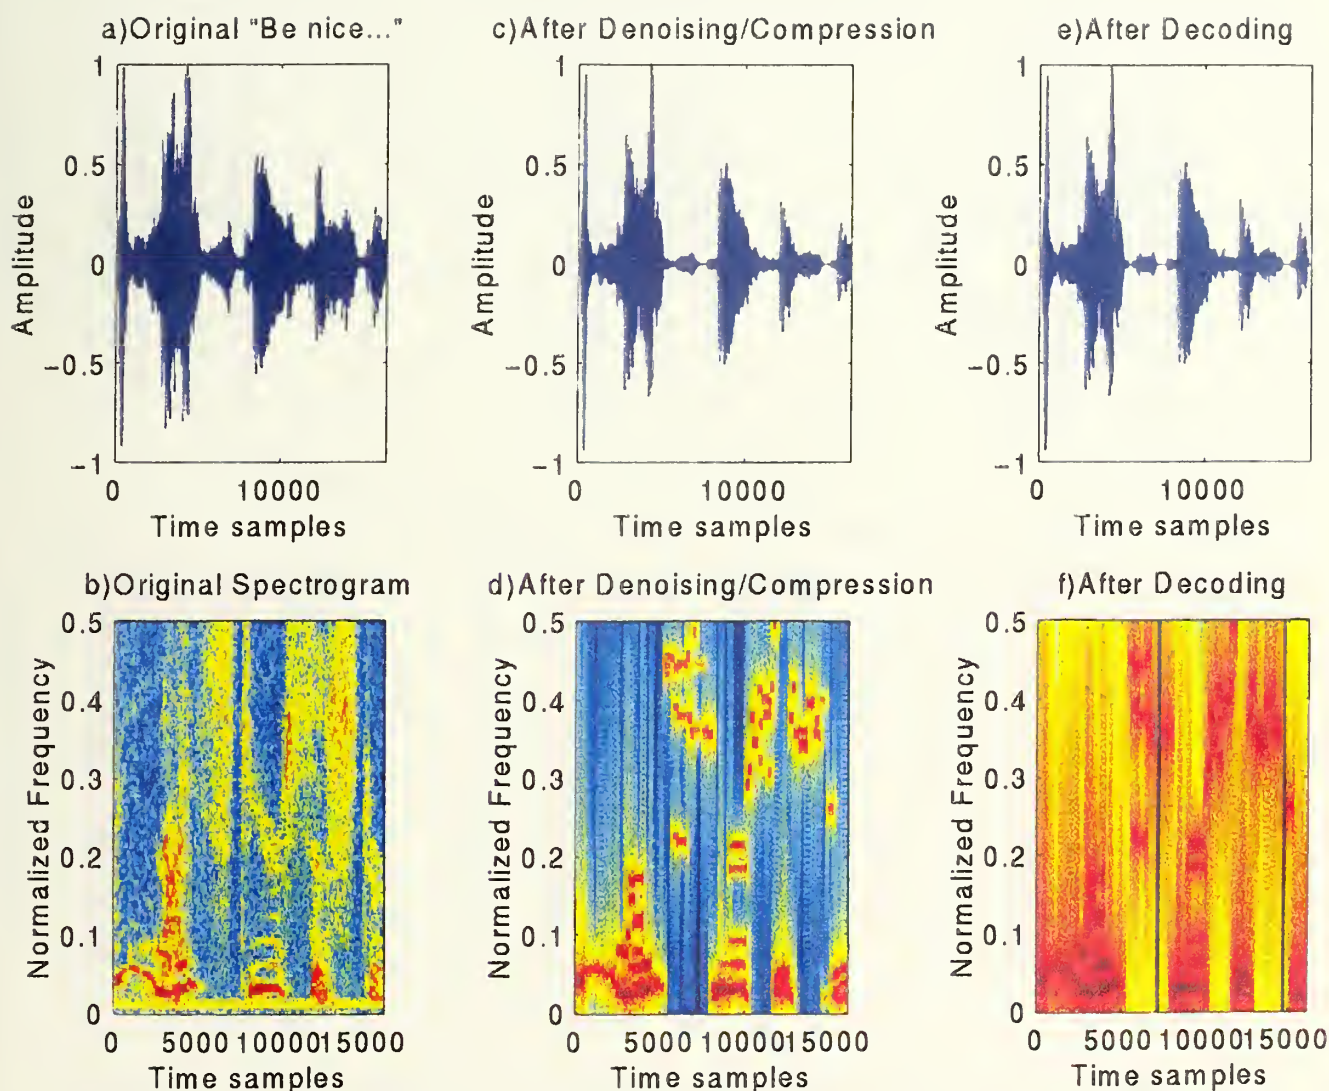 a)Original "Be nice..."
c)After Denoising/Compression
e)After Decoding
1
0.5
0
−0.5
−1
Amplitude
0
10000
Time samples
1
0.5
0
−0.5
−1
Amplitude
0
10000
Time samples
1
0.5
0
−0.5
−1
Amplitude
0
10000
Time samples
b)Original Spectrogram
d)After Denoising/Compression
f)After Decoding
0.5
0.4
0.3
0.2
0.1
0
Normalized Frequency
0
5000
10000
15000
Time samples
0.5
0.4
0.3
0.2
0.1
0
Normalized Frequency
0
5000
10000
15000
Time samples
0.5
0.4
0.3
0.2
0.1
0
Normalized Frequency
0
5000
10000
15000
Time samples